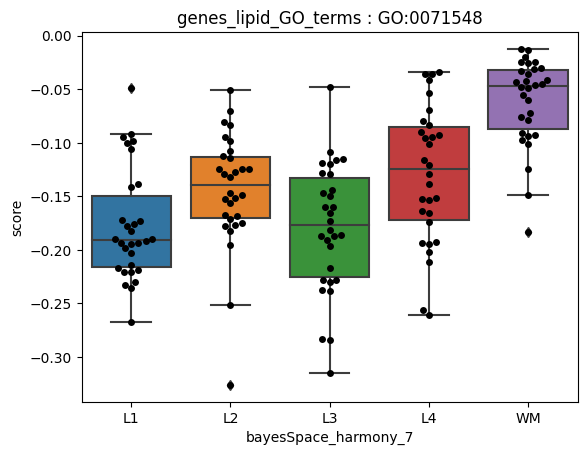 genes_lipid_GO_terms : GO:0071548
0.00
−0.05
−0.10
−0.15
−0.20
−0.25
−0.30
score
L1 L2 L3 L4 WM
bayesSpace_harmony_7